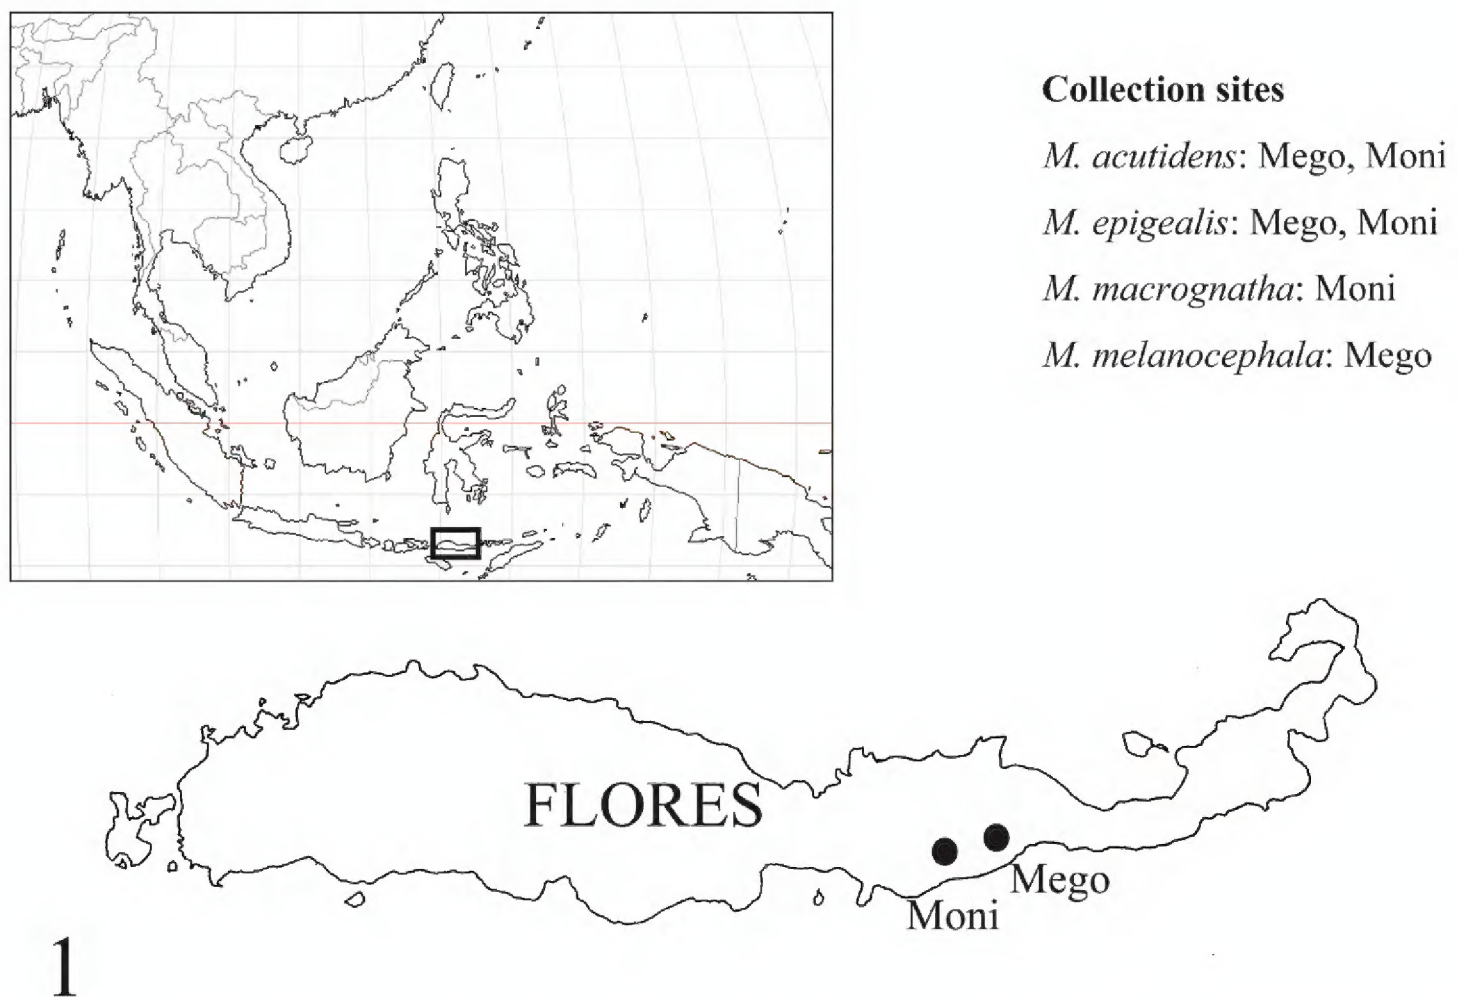 Collection sites
M. acutidens: Mego, Moni
M. epigealis: Mego, Moni
M. macrognatha: Moni
M. melanocephala: Mego
FLORES
Mego
Moni
1